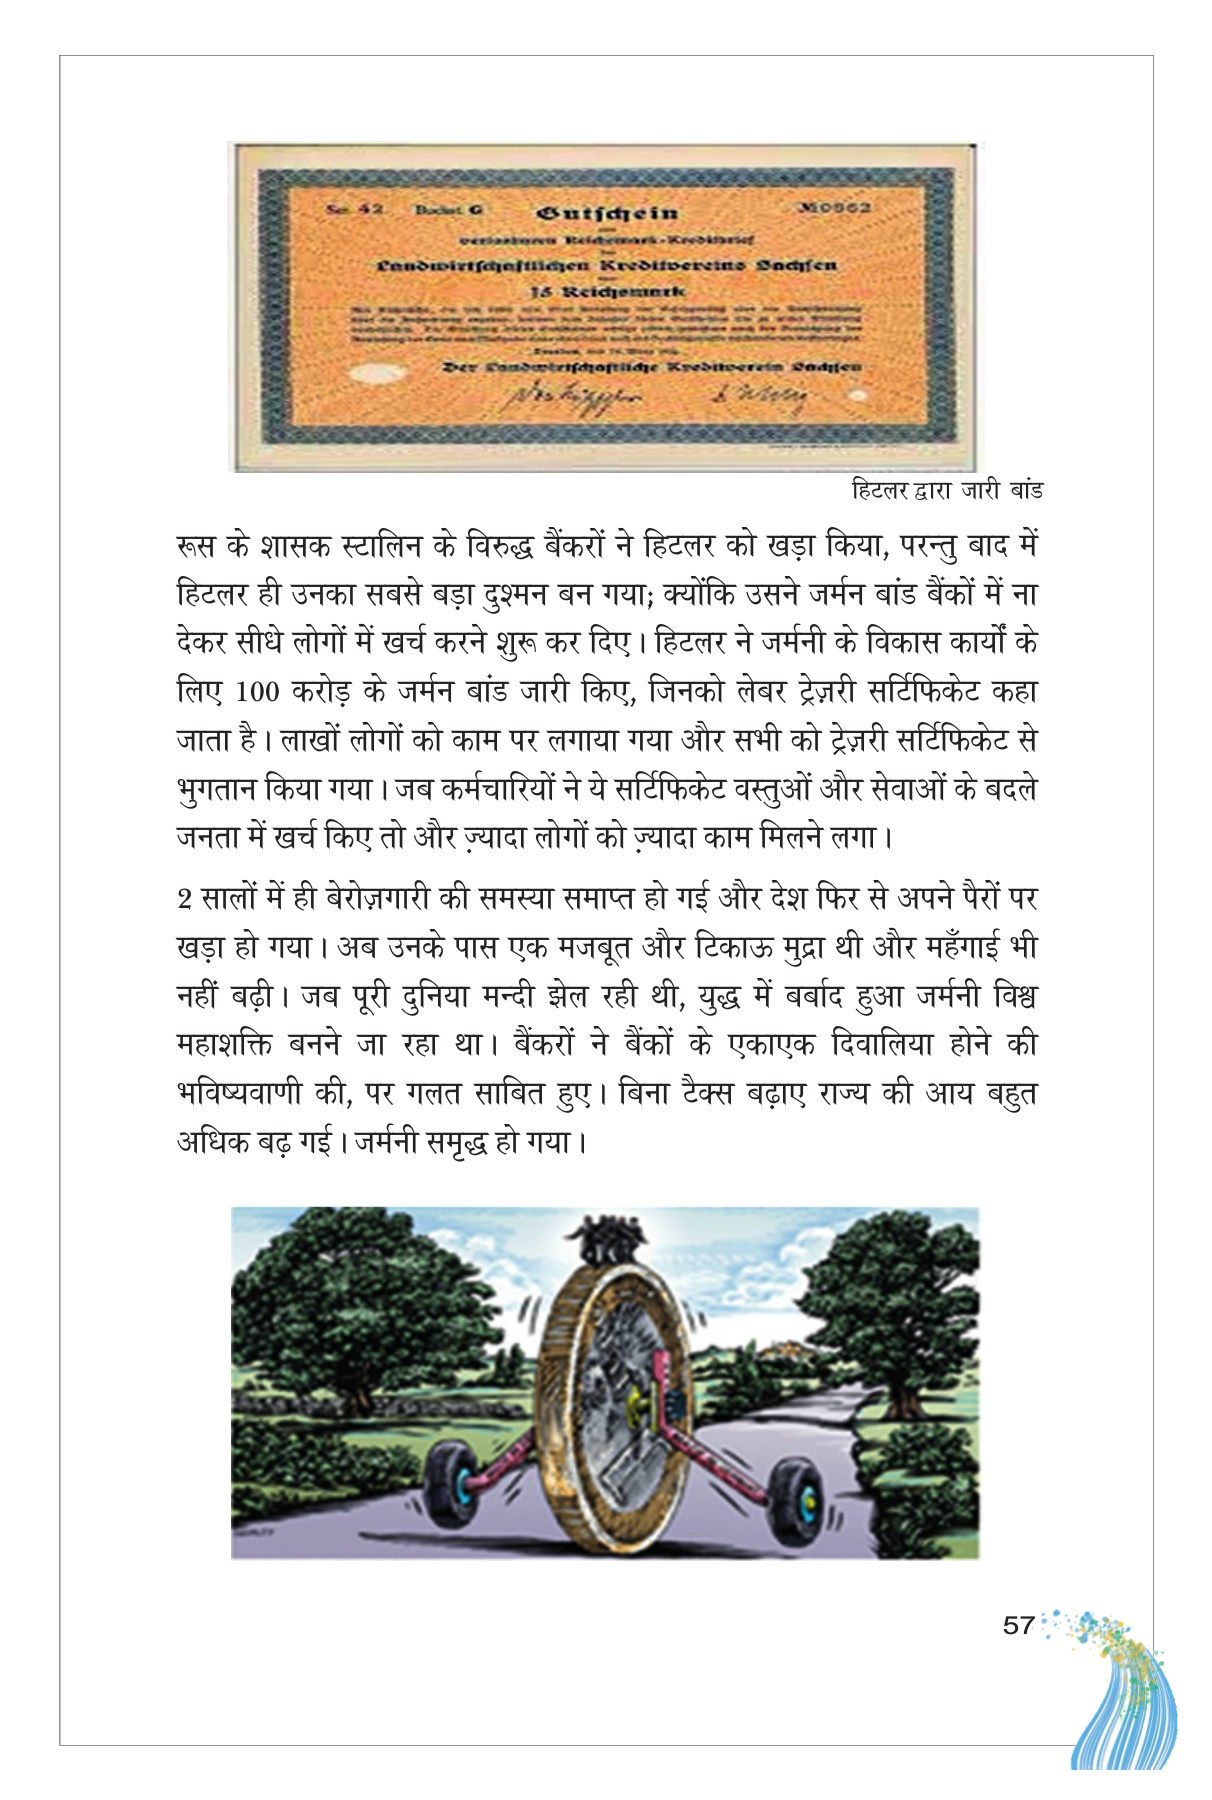 Ser. 42 Buchst. G Gutschein № 0862
verlosbaren Reichsmark-Kreditbrief
Landwirtschaftlichen Kreditvereins Sachsen
15 Reichsmark
Der Landwirtschaftliche Kreditverein Sachsen
हिटलर द्वारा जारी बांड
रूस के शासक स्टालिन के विरुद्ध बैंकरों ने हिटलर को खड़ा किया, परन्तु बाद में
हिटलर ही उनका सबसे बड़ा दुश्मन बन गया; क्योंकि उसने जर्मन बांड बैंकों में ना
देकर सीधे लोगों में खर्च करने शुरू कर दिए। हिटलर ने जर्मनी के विकास कार्यों के
लिए 100 करोड़ के जर्मन बांड जारी किए, जिनको लेबर ट्रेज़री सर्टिफिकेट कहा
जाता है। लाखों लोगों को काम पर लगाया गया और सभी को ट्रेज़री सर्टिफिकेट से
भुगतान किया गया। जब कर्मचारियों ने ये सर्टिफिकेट वस्तुओं और सेवाओं के बदले
जनता में खर्च किए तो और ज़्यादा लोगों को ज़्यादा काम मिलने लगा।
2 सालों में ही बेरोज़गारी की समस्या समाप्त हो गई और देश फिर से अपने पैरों पर
खड़ा हो गया। अब उनके पास एक मजबूत और टिकाऊ मुद्रा थी और महँगाई भी
नहीं बढ़ी। जब पूरी दुनिया मन्दी झेल रही थी, युद्ध में बर्बाद हुआ जर्मनी विश्व
महाशक्ति बनने जा रहा था। बैंकरों ने बैंकों के एकाएक दिवालिया होने की
भविष्यवाणी की, पर गलत साबित हुए। बिना टैक्स बढ़ाए राज्य की आय बहुत
अधिक बढ़ गई। जर्मनी समृद्ध हो गया।
57